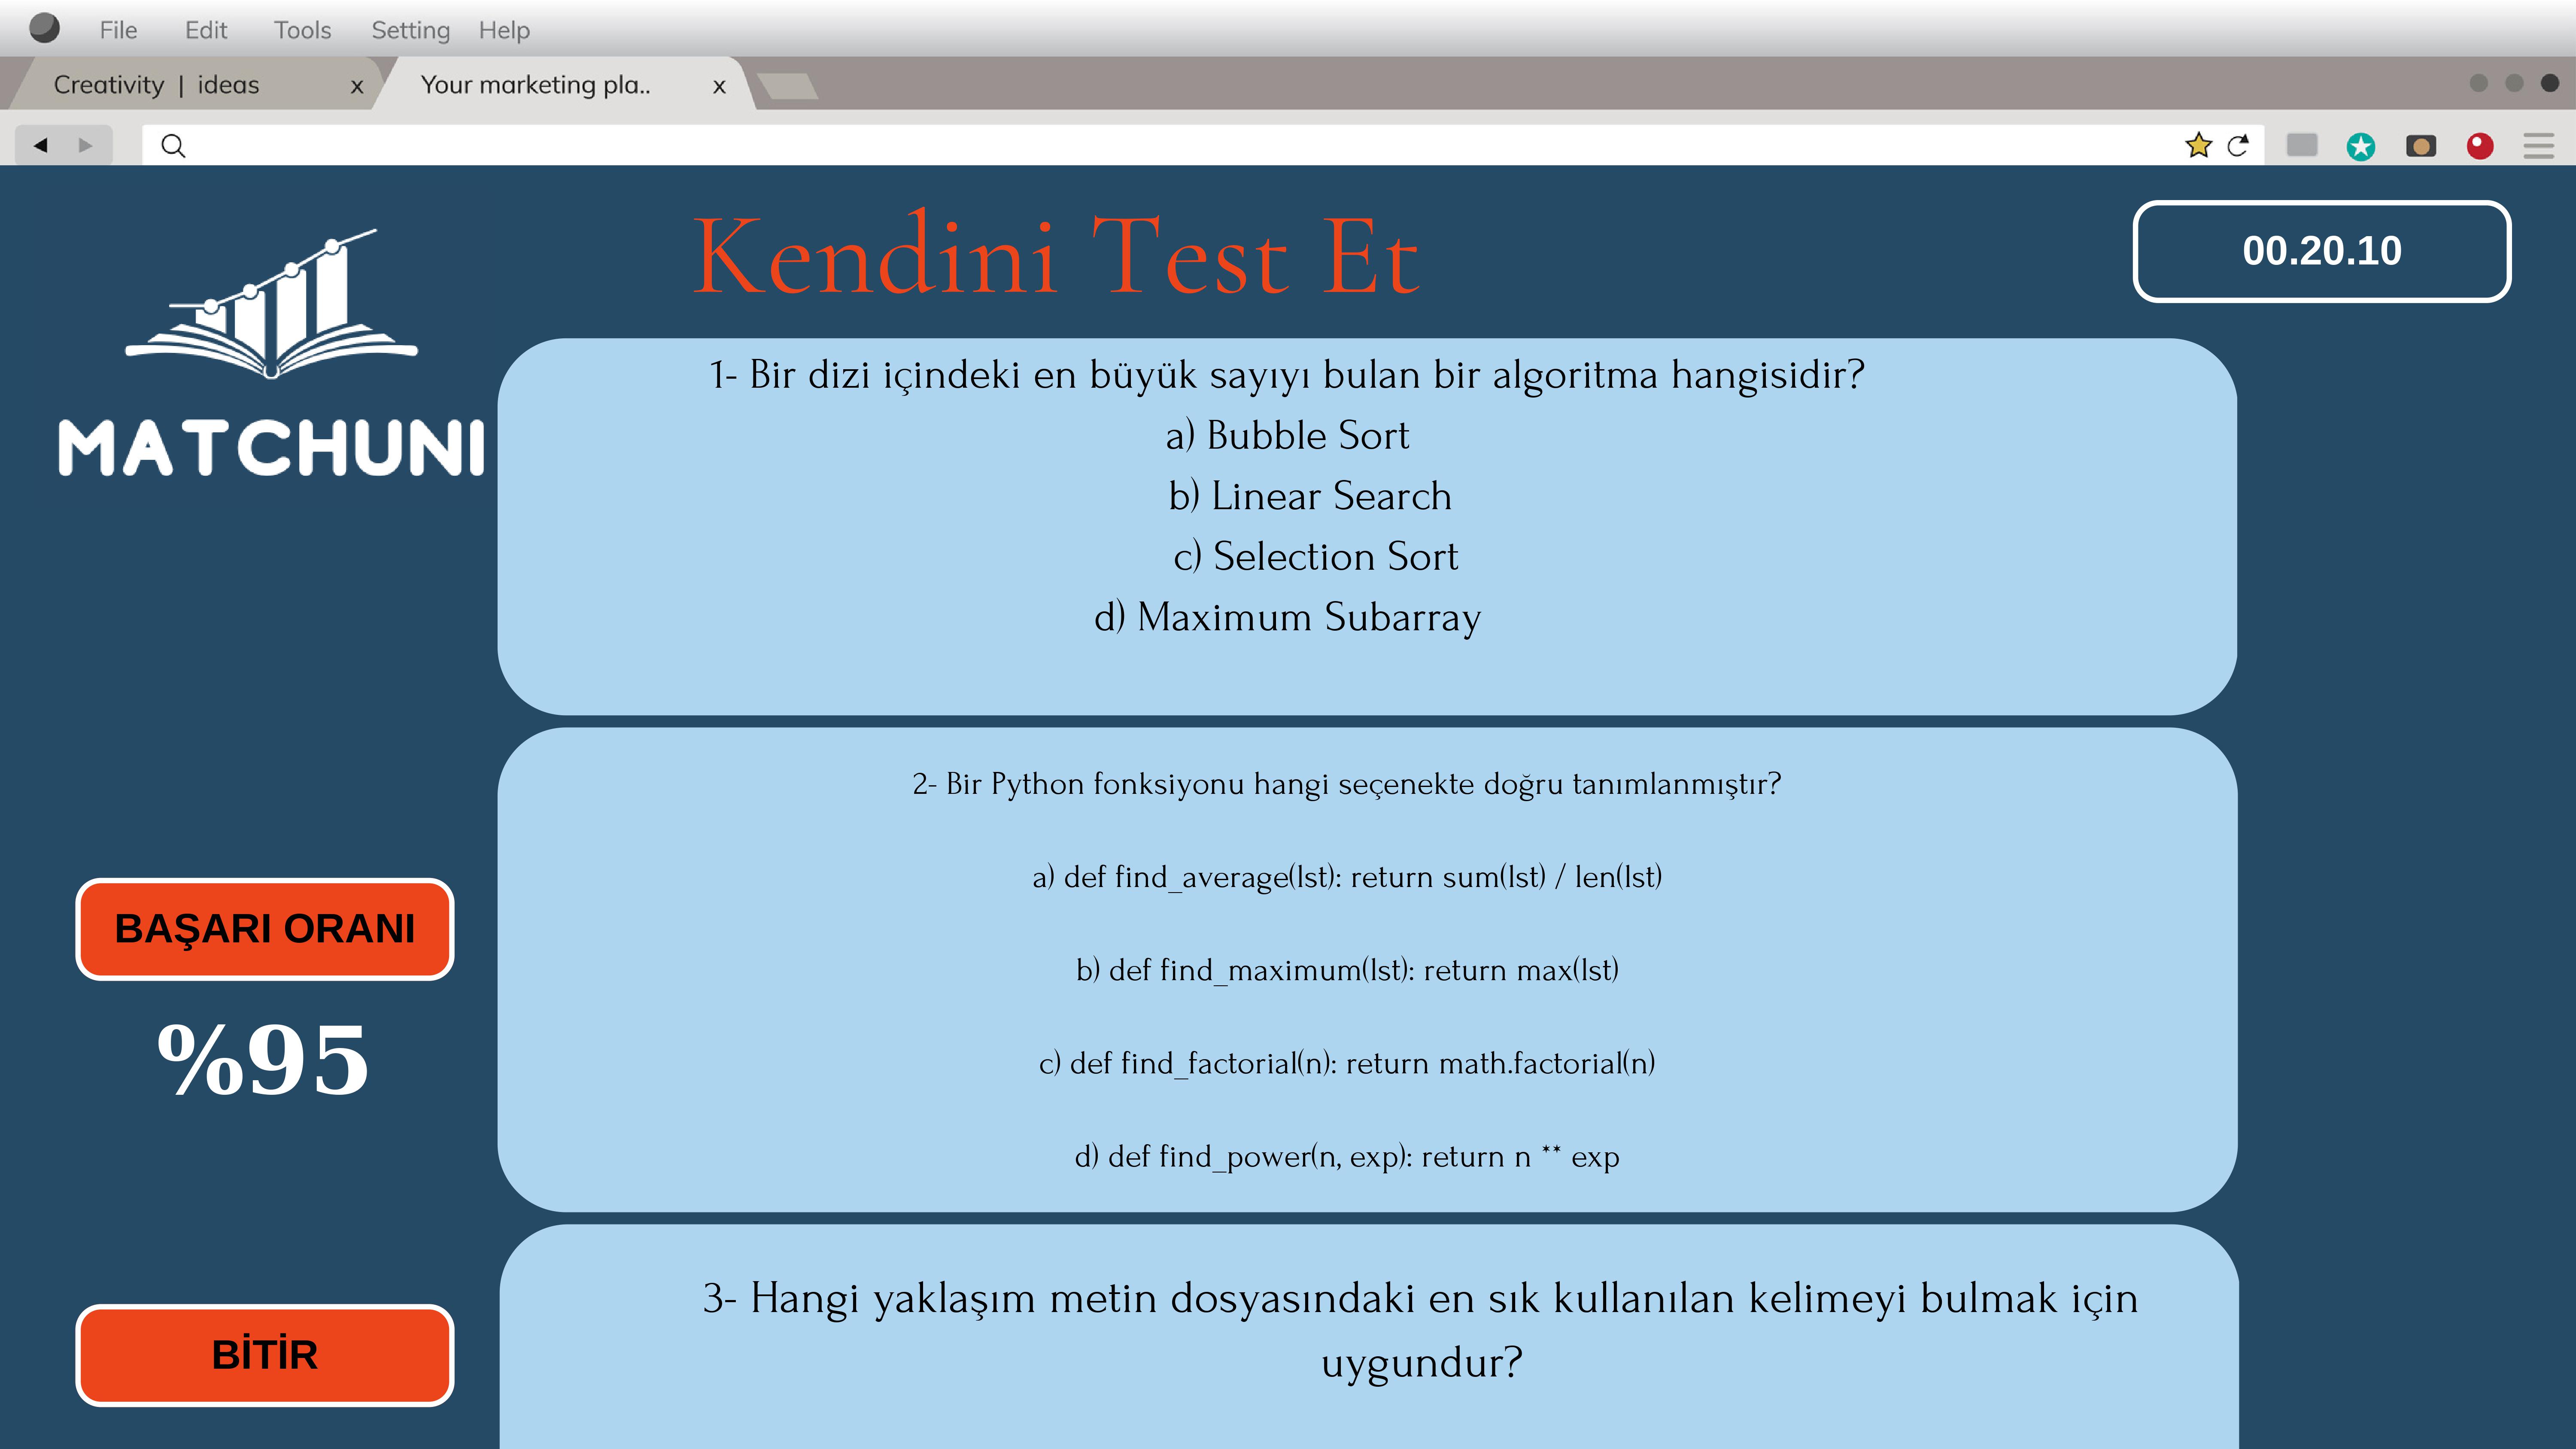 File Edit Tools Setting Help
Creativity | ideas x Your marketing pla.. x
Kendini Test Et
00.20.10
MATCHUNI
1- Bir dizi içindeki en büyük sayıyı bulan bir algoritma hangisidir?
a) Bubble Sort
b) Linear Search
c) Selection Sort
d) Maximum Subarray
2- Bir Python fonksiyonu hangi seçenekte doğru tanımlanmıştır?
a) def find_average(lst): return sum(lst) / len(lst)
b) def find_maximum(lst): return max(lst)
c) def find_factorial(n): return math.factorial(n)
d) def find_power(n, exp): return n ** exp
BAŞARI ORANI
%95
BİTİR
3- Hangi yaklaşım metin dosyasındaki en sık kullanılan kelimeyi bulmak için
uygundur?